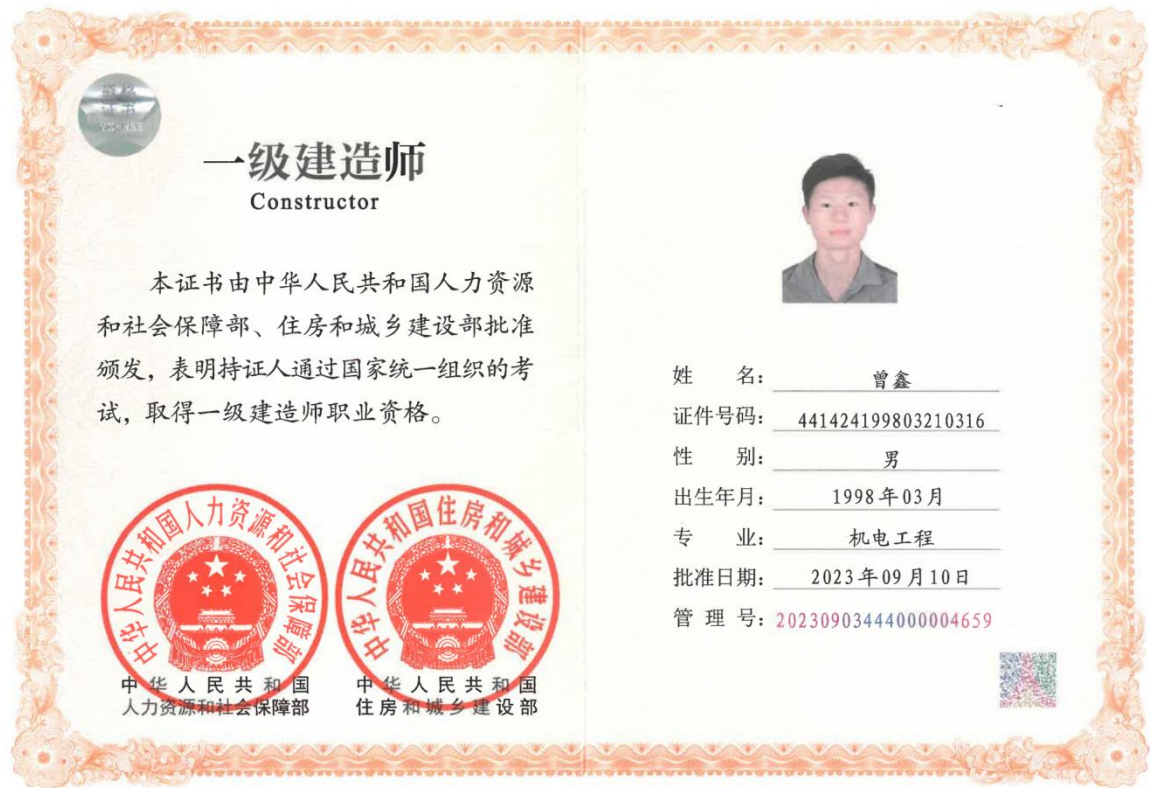 资格
证书
一级建造师
Constructor
本证书由中华人民共和国人力资源
和社会保障部、住房和城乡建设部批准
颁发，表明持证人通过国家统一组织的考
试，取得一级建造师职业资格。
中华人民共和国人力资源和社会保障部
中华人民共和国
人力资源和社会保障部
中华人民共和国住房和城乡建设部
中华人民共和国
住房和城乡建设部
姓 名： 曾鑫
证件号码： 441424199803210316
性 别： 男
出生年月： 1998年03月
专 业： 机电工程
批准日期： 2023年09月10日
管 理 号： 20230903444000004659